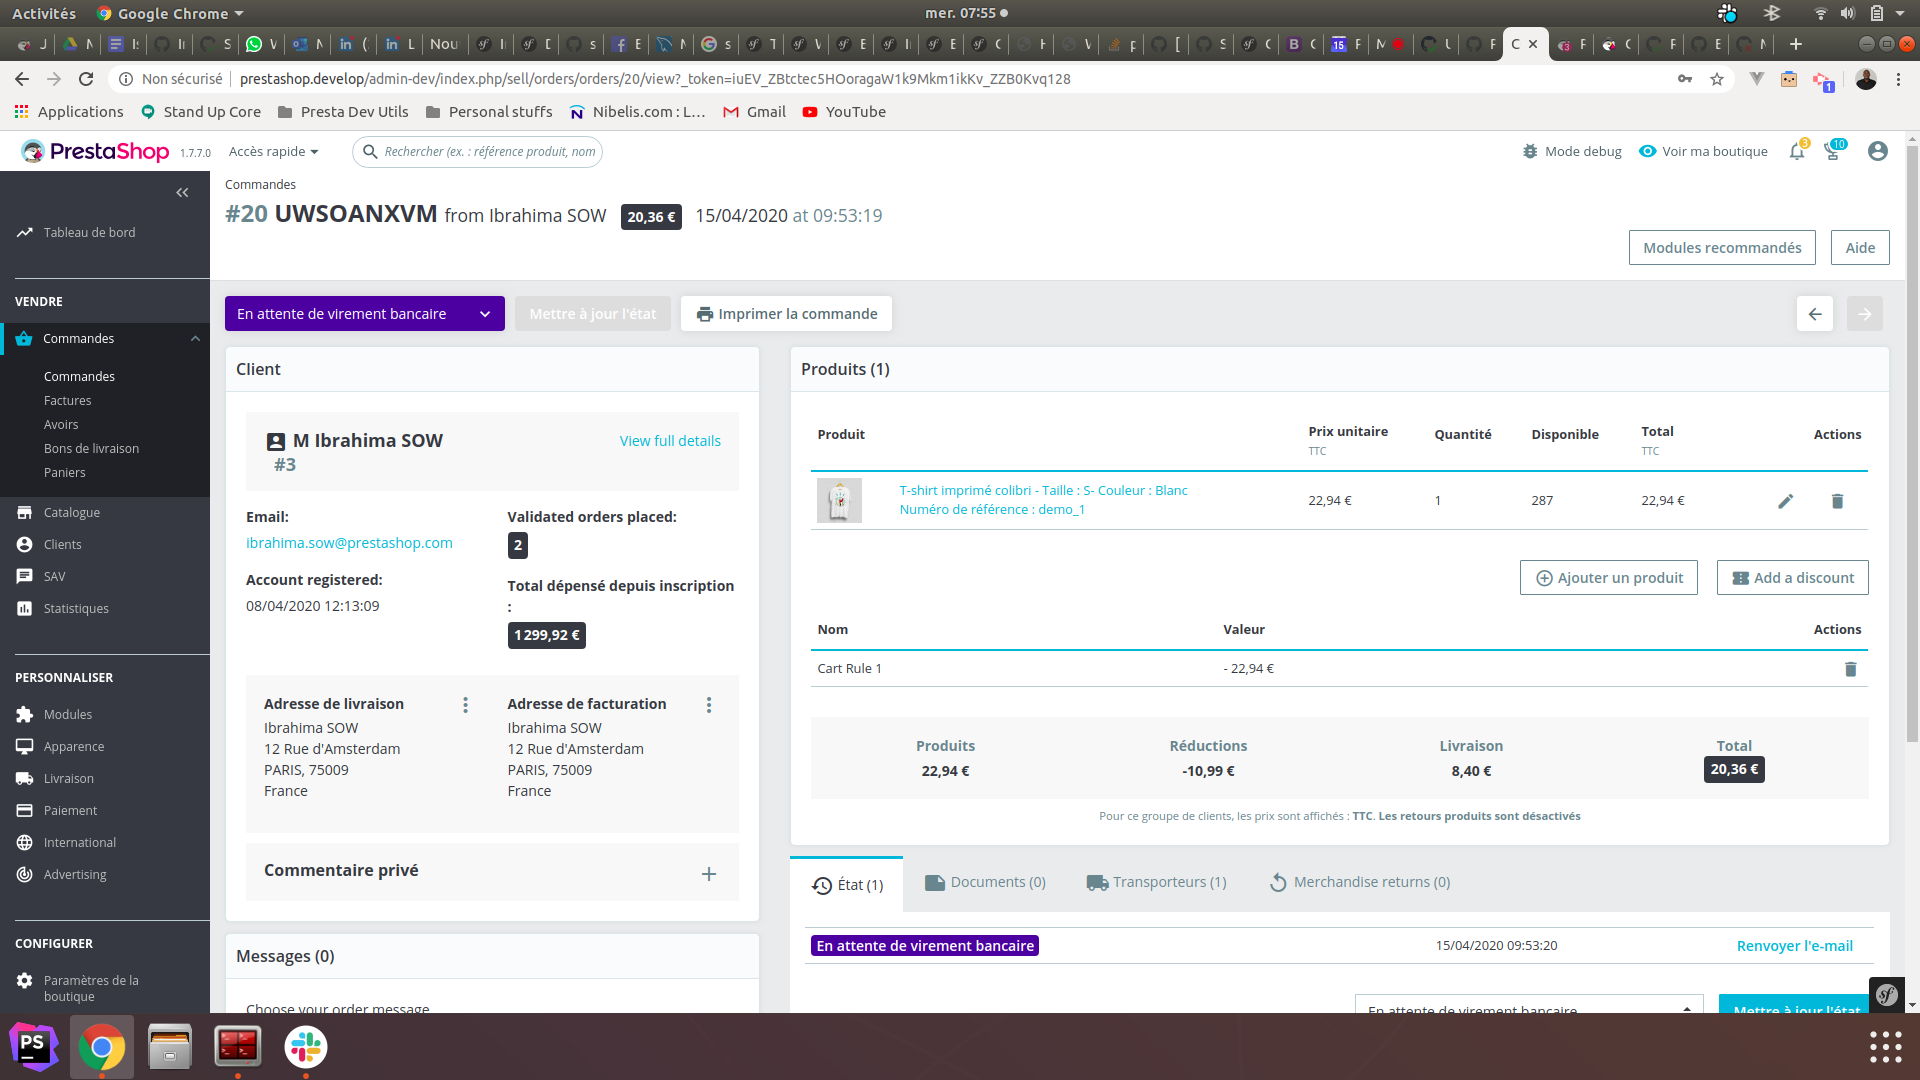 Activités Google Chrome mer. 07:55
Nou
15
Non sécurisé prestashop.develop/admin-dev/index.php/sell/orders/orders/20/view?_token=iuEV_ZBtctec5HOoragaW1k9Mkm1ikKv_ZZB0Kvq128
1
Applications Stand Up Core Presta Dev Utils Personal stuffs Nibelis.com : L... Gmail YouTube
PrestaShop 1.7.7.0 Accès rapide Rechercher (ex. : référence produit, nom Mode debug Voir ma boutique 3 10
Commandes
#20 UWSOANXVM from Ibrahima SOW 20,36 € 15/04/2020 at 09:53:19
Modules recommandés Aide
Tableau de bord
VENDRE
Commandes
Commandes
Factures
Avoirs
Bons de livraison
Paniers
Catalogue
Clients
SAV
Statistiques
PERSONNALISER
Modules
Apparence
Livraison
Paiement
International
Advertising
CONFIGURER
Paramètres de la
boutique
En attente de virement bancaire Mettre à jour l'état Imprimer la commande
Client
M Ibrahima SOW View full details
#3
Email:
ibrahima.sow@prestashop.com
Account registered:
08/04/2020 12:13:09
Validated orders placed:
2
Total dépensé depuis inscription
:
1 299,92 €
Adresse de livraison
Ibrahima SOW
12 Rue d'Amsterdam
PARIS, 75009
France
Adresse de facturation
Ibrahima SOW
12 Rue d'Amsterdam
PARIS, 75009
France
Commentaire privé
Messages (0)
Choose your order message
Produits (1)
Produit Prix unitaire TTC Quantité Disponible Total TTC Actions
T-shirt imprimé colibri - Taille : S- Couleur : Blanc
Numéro de référence : demo_1
22,94 € 1 287 22,94 €
Ajouter un produit Add a discount
Nom Valeur Actions
Cart Rule 1 - 22,94 €
Produits Réductions Livraison Total
22,94 € -10,99 € 8,40 € 20,36 €
Pour ce groupe de clients, les prix sont affichés : TTC. Les retours produits sont désactivés
État (1) Documents (0) Transporteurs (1) Merchandise returns (0)
En attente de virement bancaire 15/04/2020 09:53:20 Renvoyer l'e-mail
En attente de virement bancaire Mettre à jour l'état
PS